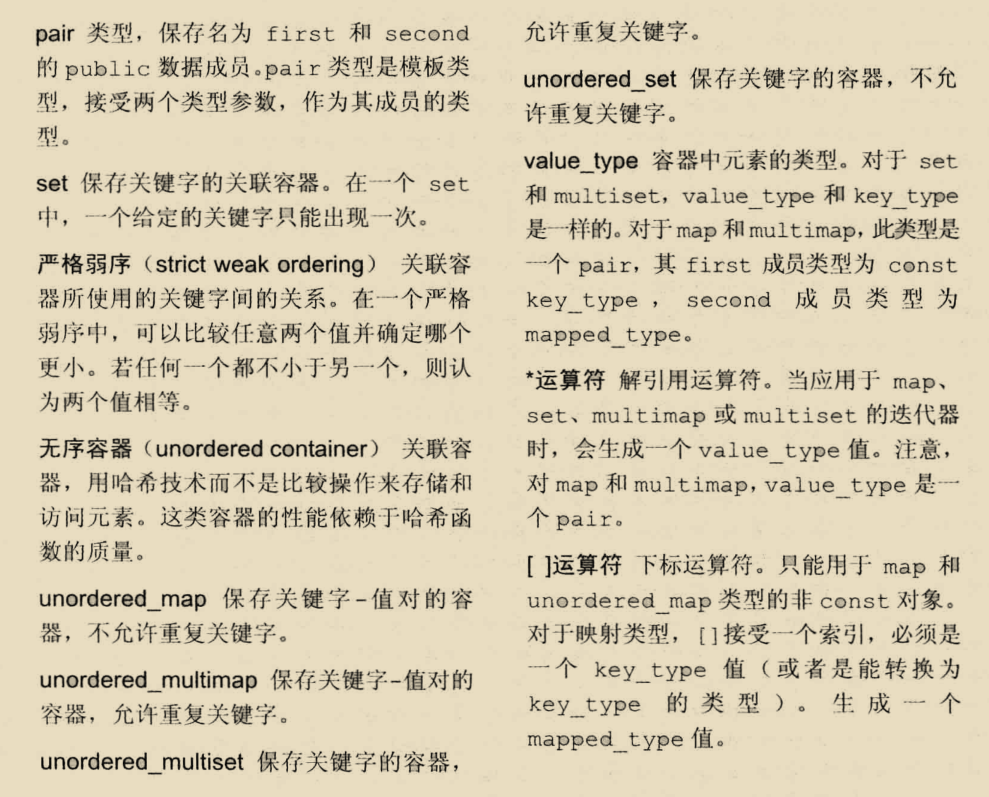 pair 类型，保存名为 first 和 second
的 public 数据成员。pair 类型是模板类
型，接受两个类型参数，作为其成员的类
型。
set 保存关键字的关联容器。在一个 set
中，一个给定的关键字只能出现一次。
严格弱序（strict weak ordering） 关联容
器所使用的关键字间的关系。在一个严格
弱序中，可以比较任意两个值并确定哪个
更小。若任何一个都不小于另一个，则认
为两个值相等。
无序容器（unordered container） 关联容
器，用哈希技术而不是比较操作来存储和
访问元素。这类容器的性能依赖于哈希函
数的质量。
unordered_map 保存关键字-值对的容
器，不允许重复关键字。
unordered_multimap 保存关键字-值对的
容器，允许重复关键字。
unordered_multiset 保存关键字的容器，
允许重复关键字。
unordered_set 保存关键字的容器，不允
许重复关键字。
value_type 容器中元素的类型。对于 set
和 multiset，value_type 和 key_type
是一样的。对于 map 和 multimap，此类型是
一个 pair，其 first 成员类型为 const
key_type ， second 成员类型为
mapped_type。
*运算符 解引用运算符。当应用于 map、
set、multimap 或 multiset 的迭代器
时，会生成一个 value_type 值。注意，
对 map 和 multimap，value_type 是一
个 pair。
[ ]运算符 下标运算符。只能用于 map 和
unordered_map 类型的非 const 对象。
对于映射类型，[]接受一个索引，必须是
一个 key_type 值（或者是能转换为
key_type 的类型）。生成一个
mapped_type 值。